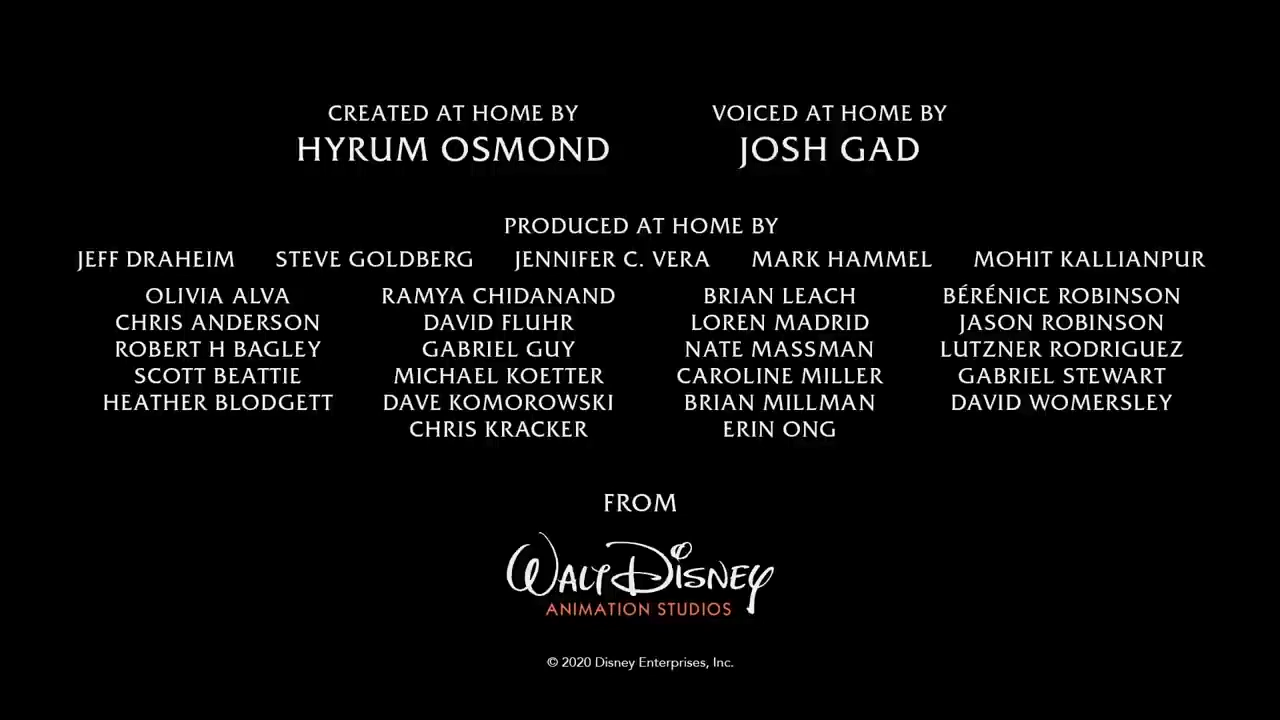 CREATED AT HOME BY
HYRUM OSMOND
VOICED AT HOME BY
JOSH GAD
PRODUCED AT HOME BY
JEFF DRAHEIM STEVE GOLDBERG JENNIFER C. VERA MARK HAMMEL MOHIT KALLIANPUR
OLIVIA ALVA RAMYA CHIDANAND BRIAN LEACH BÉRÉNICE ROBINSON
CHRIS ANDERSON DAVID FLUHR LOREN MADRID JASON ROBINSON
ROBERT H BAGLEY GABRIEL GUY NATE MASSMAN LUTZNER RODRIGUEZ
SCOTT BEATTIE MICHAEL KOETTER CAROLINE MILLER GABRIEL STEWART
HEATHER BLODGETT DAVE KOMOROWSKI BRIAN MILLMAN DAVID WOMERSLEY
CHRIS KRACKER ERIN ONG
FROM
WALT DISNEY
ANIMATION STUDIOS
© 2020 Disney Enterprises, Inc.